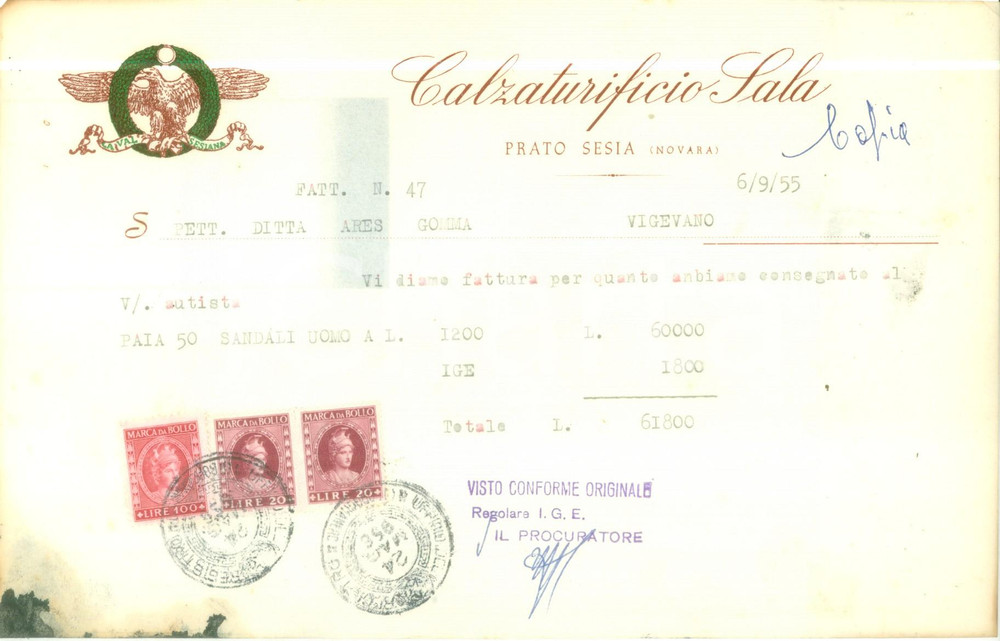 Calzaturificio Sala
LA VALSESIANA
PRATO SESIA (NOVARA)
Copia
FATT. N. 47
6/9/55
SPETT. DITTA ARES GOMMA VIGEVANO
Vi diamo fattura per quanto abbiamo consegnato al
V/. autista
PAIA 50 SANDALI UOMO A L. 1200 L. 60000
IGE 1800
Totale L. 61800
MARCA DA BOLLO MARCA DA BOLLO MARCA DA BOLLO
LIRE 100 LIRE 20 LIRE 20
VISTO CONFORME ORIGINALE
Regolare I. G. E.
IL PROCURATORE